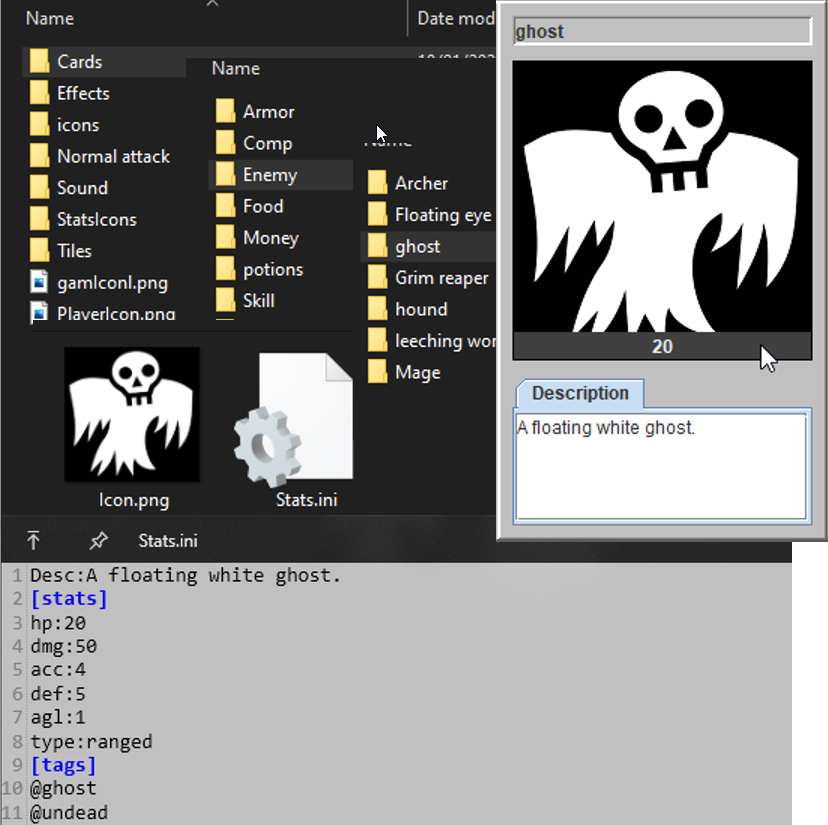 Name
Date mod
Cards
Effects
icons
Normal attack
Sound
StatsIcons
Tiles
gamIconI.png
PlayerIcon.png
Name
Armor
Comp
Enemy
Food
Money
potions
Skill
Name
Archer
Floating eye
ghost
Grim reaper
hound
leeching wor
Mage
ghost
20
Description
A floating white ghost.
Icon.png
Stats.ini
Stats.ini
1 Desc:A floating white ghost.
2 [stats]
3 hp:20
4 dmg:50
5 acc:4
6 def:5
7 agl:1
8 type:ranged
9 [tags]
10 @ghost
11 @undead